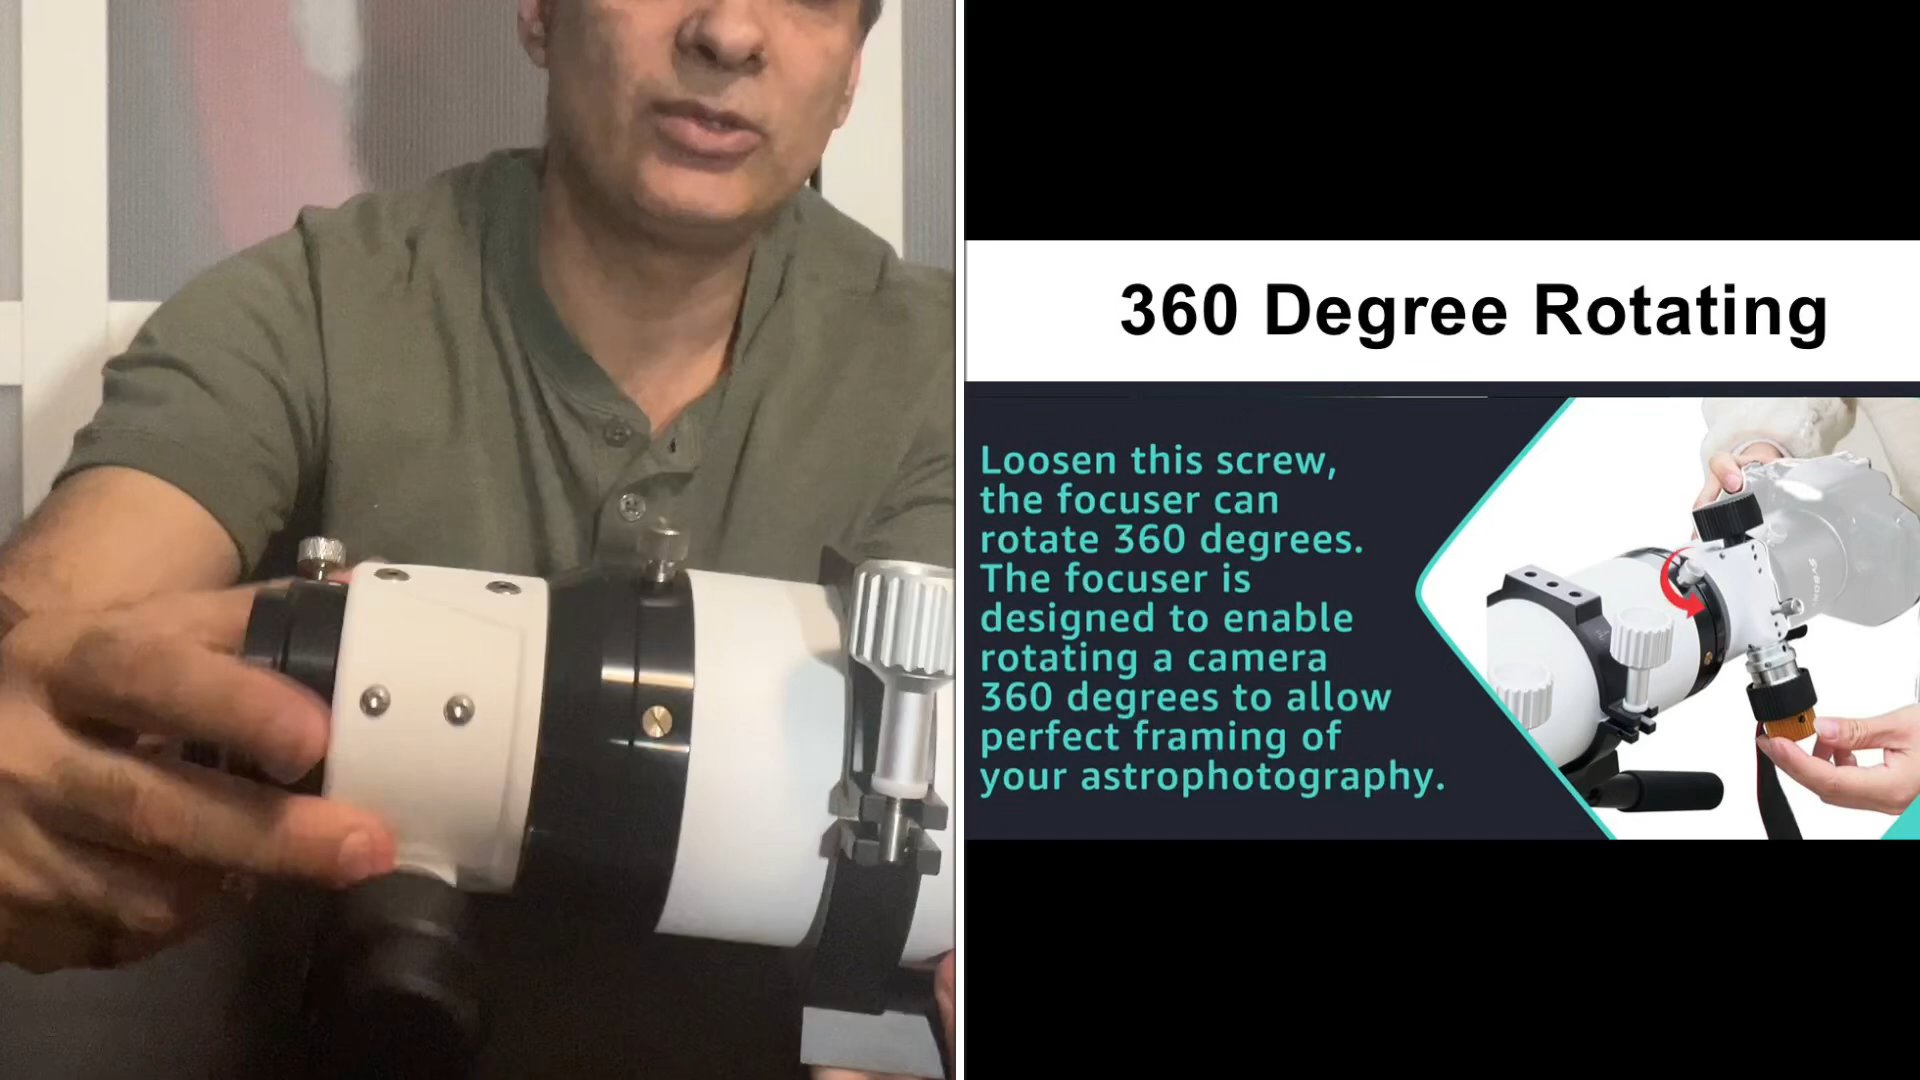 360 Degree Rotating
Loosen this screw,
the focuser can
rotate 360 degrees.
The focuser is
designed to enable
rotating a camera
360 degrees to allow
perfect framing of
your astrophotography.
SVBONY